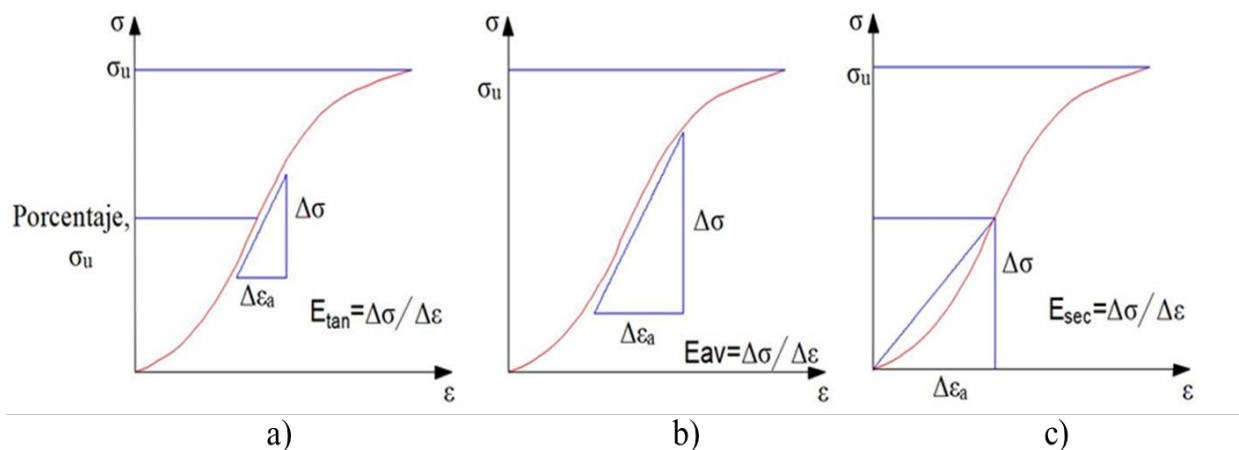 σ
σu
Porcentaje,
σu
Δσ
Δεa
Etan=Δσ/Δε
ε
a)
σ
σu
Δσ
Δεa
Eav=Δσ/Δε
ε
b)
σ
σu
Δσ
Esec=Δσ/Δε
Δεa
ε
c)